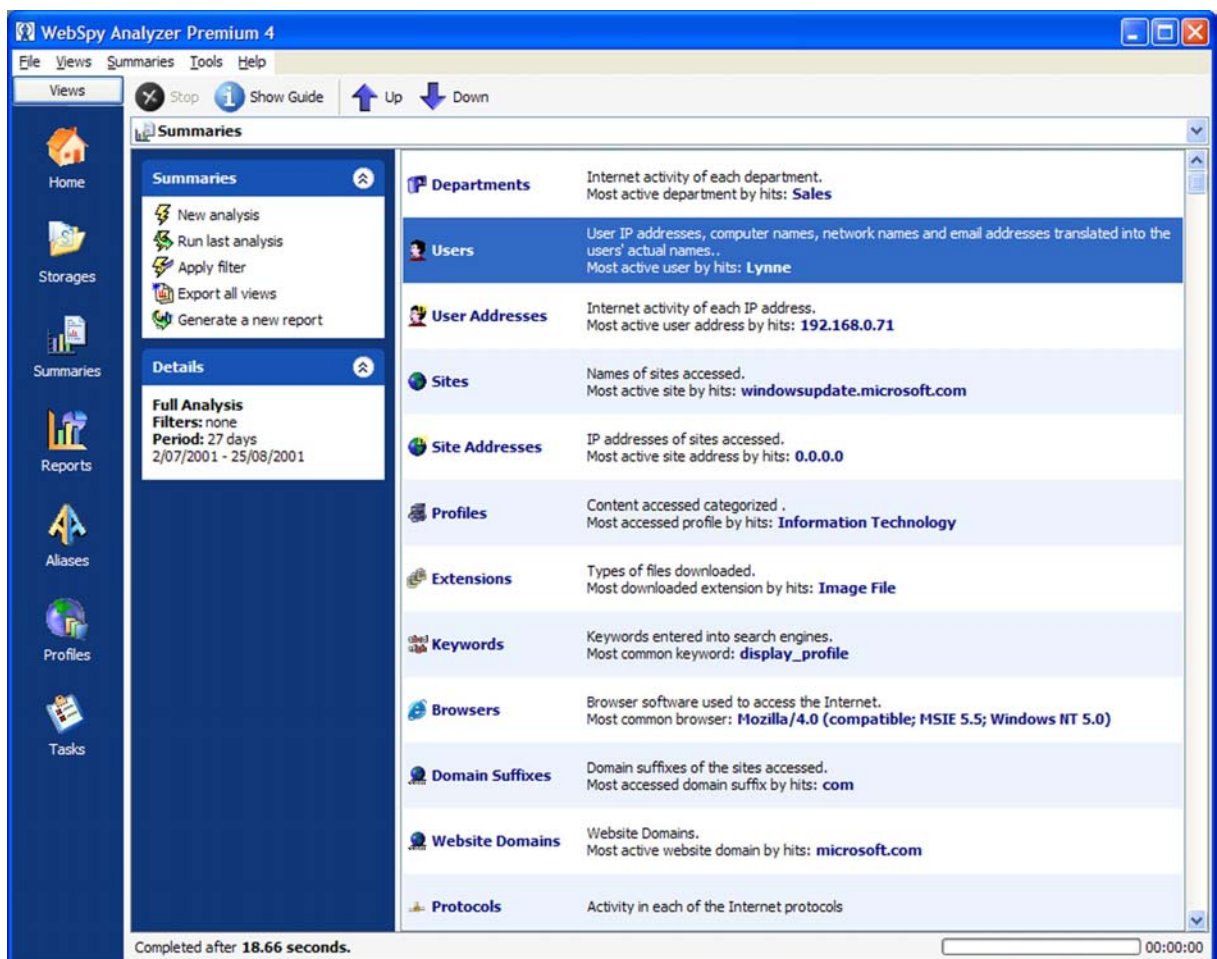 WebSpy Analyzer Premium 4
File Views Summaries Tools Help
Views
Stop Show Guide Up Down
Summaries
Home
Storages
Summaries
Reports
Aliases
Profiles
Tasks
Summaries
New analysis
Run last analysis
Apply filter
Export all views
Generate a new report
Details
Full Analysis
Filters: none
Period: 27 days
2/07/2001 - 25/08/2001
Departments
Internet activity of each department.
Most active department by hits: Sales
Users
User IP addresses, computer names, network names and email addresses translated into the
users' actual names..
Most active user by hits: Lynne
User Addresses
Internet activity of each IP address.
Most active user address by hits: 192.168.0.71
Sites
Names of sites accessed.
Most active site by hits: windowsupdate.microsoft.com
Site Addresses
IP addresses of sites accessed.
Most active site address by hits: 0.0.0.0
Profiles
Content accessed categorized .
Most accessed profile by hits: Information Technology
Extensions
Types of files downloaded.
Most downloaded extension by hits: Image File
Keywords
Keywords entered into search engines.
Most common keyword: display_profile
Browsers
Browser software used to access the Internet.
Most common browser: Mozilla/4.0 (compatible; MSIE 5.5; Windows NT 5.0)
Domain Suffixes
Domain suffixes of the sites accessed.
Most accessed domain suffix by hits: com
Website Domains
Website Domains.
Most active website domain by hits: microsoft.com
Protocols
Activity in each of the Internet protocols
Completed after 18.66 seconds.
00:00:00